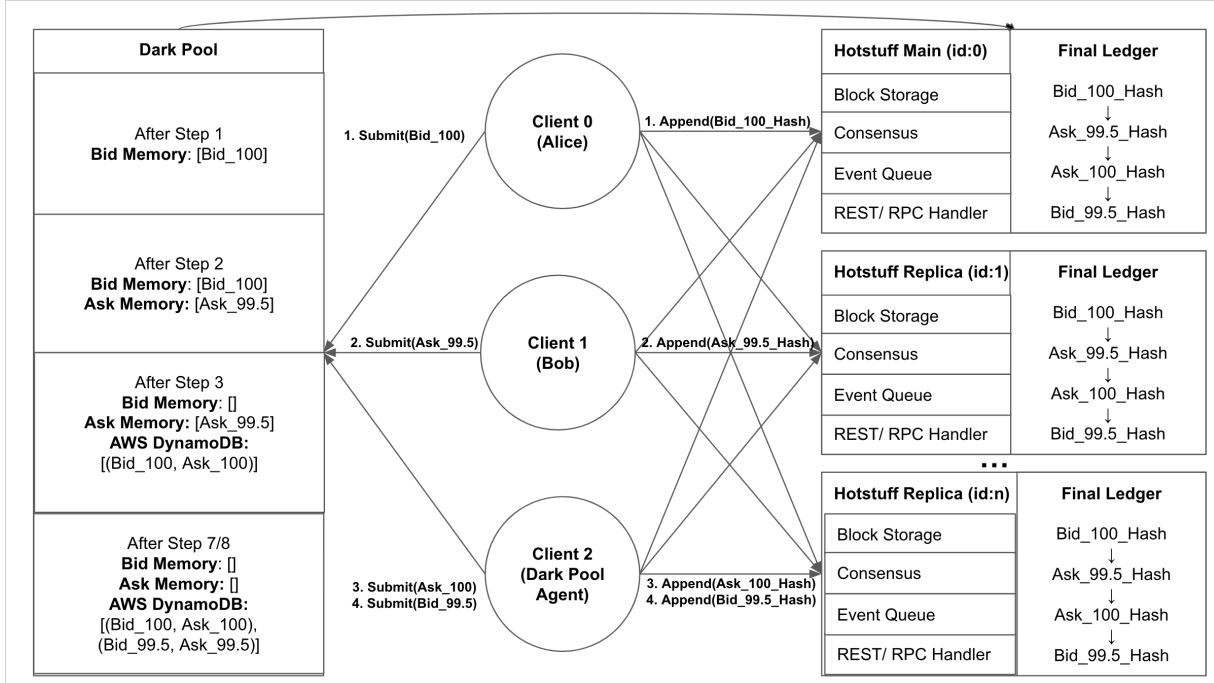 Dark Pool
After Step 1
Bid Memory: [Bid_100]
After Step 2
Bid Memory: [Bid_100]
Ask Memory: [Ask_99.5]
After Step 3
Bid Memory: []
Ask Memory: [Ask_99.5]
AWS DynamoDB:
[(Bid_100, Ask_100)]
After Step 7/8
Bid Memory: []
Ask Memory: []
AWS DynamoDB:
[(Bid_100, Ask_100),
(Bid_99.5, Ask_99.5)]
1. Submit(Bid_100)
2. Submit(Ask_99.5)
3. Submit(Ask_100)
4. Submit(Bid_99.5)
Client 0
(Alice)
Client 1
(Bob)
Client 2
(Dark Pool
Agent)
1. Append(Bid_100_Hash)
2. Append(Ask_99.5_Hash)
3. Append(Ask_100_Hash)
4. Append(Bid_99.5_Hash)
Hotstuff Main (id:0)
Block Storage
Consensus
Event Queue
REST/ RPC Handler
Final Ledger
Bid_100_Hash
↓
Ask_99.5_Hash
↓
Ask_100_Hash
↓
Bid_99.5_Hash
Hotstuff Replica (id:1)
Block Storage
Consensus
Event Queue
REST/ RPC Handler
Final Ledger
Bid_100_Hash
↓
Ask_99.5_Hash
↓
Ask_100_Hash
↓
Bid_99.5_Hash
...
Hotstuff Replica (id:n)
Block Storage
Consensus
Event Queue
REST/ RPC Handler
Final Ledger
Bid_100_Hash
↓
Ask_99.5_Hash
↓
Ask_100_Hash
↓
Bid_99.5_Hash